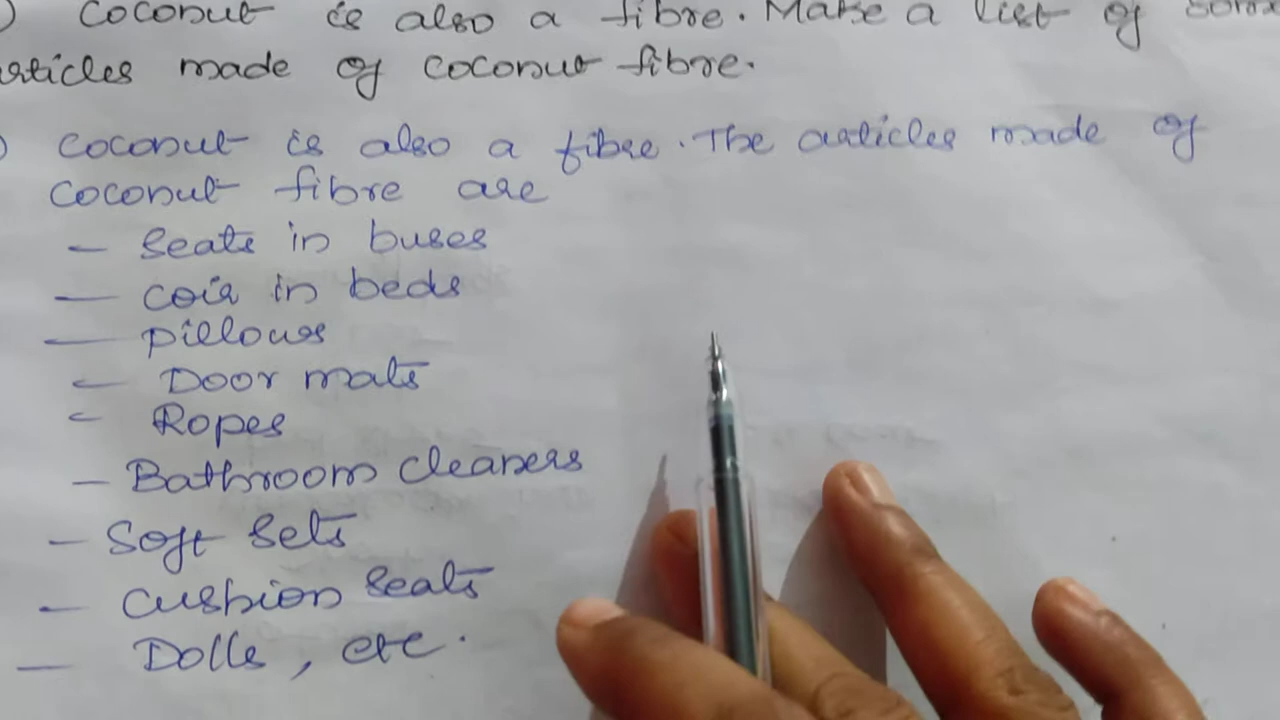 Coconut is also a fibre. Make a list of some
articles made of coconut fibre.
Coconut is also a fibre. The articles made of
coconut fibre are
- Seats in buses
- Coir in beds
- Pillows
- Door mats
- Ropes
- Bathroom cleaners
- Soft sets
- Cushion seats
- Dolls, etc.